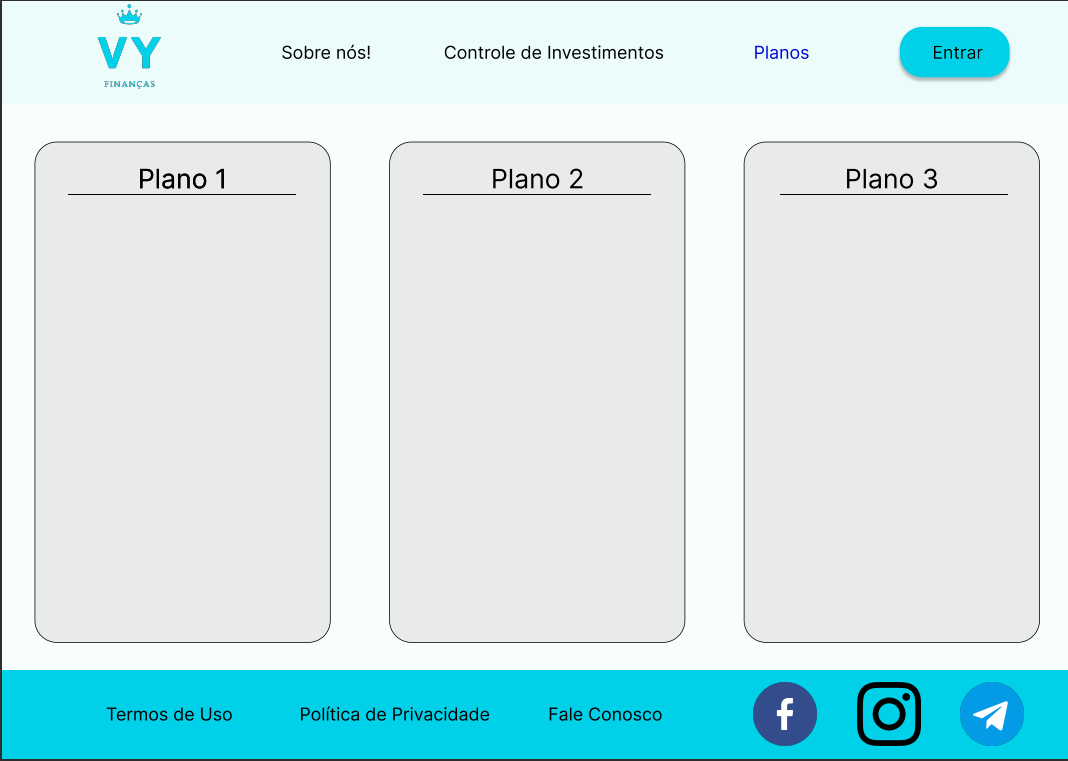 VY
FINANÇAS
Sobre nós!
Controle de Investimentos
Planos
Entrar
Plano 1
Plano 2
Plano 3
Termos de Uso
Política de Privacidade
Fale Conosco